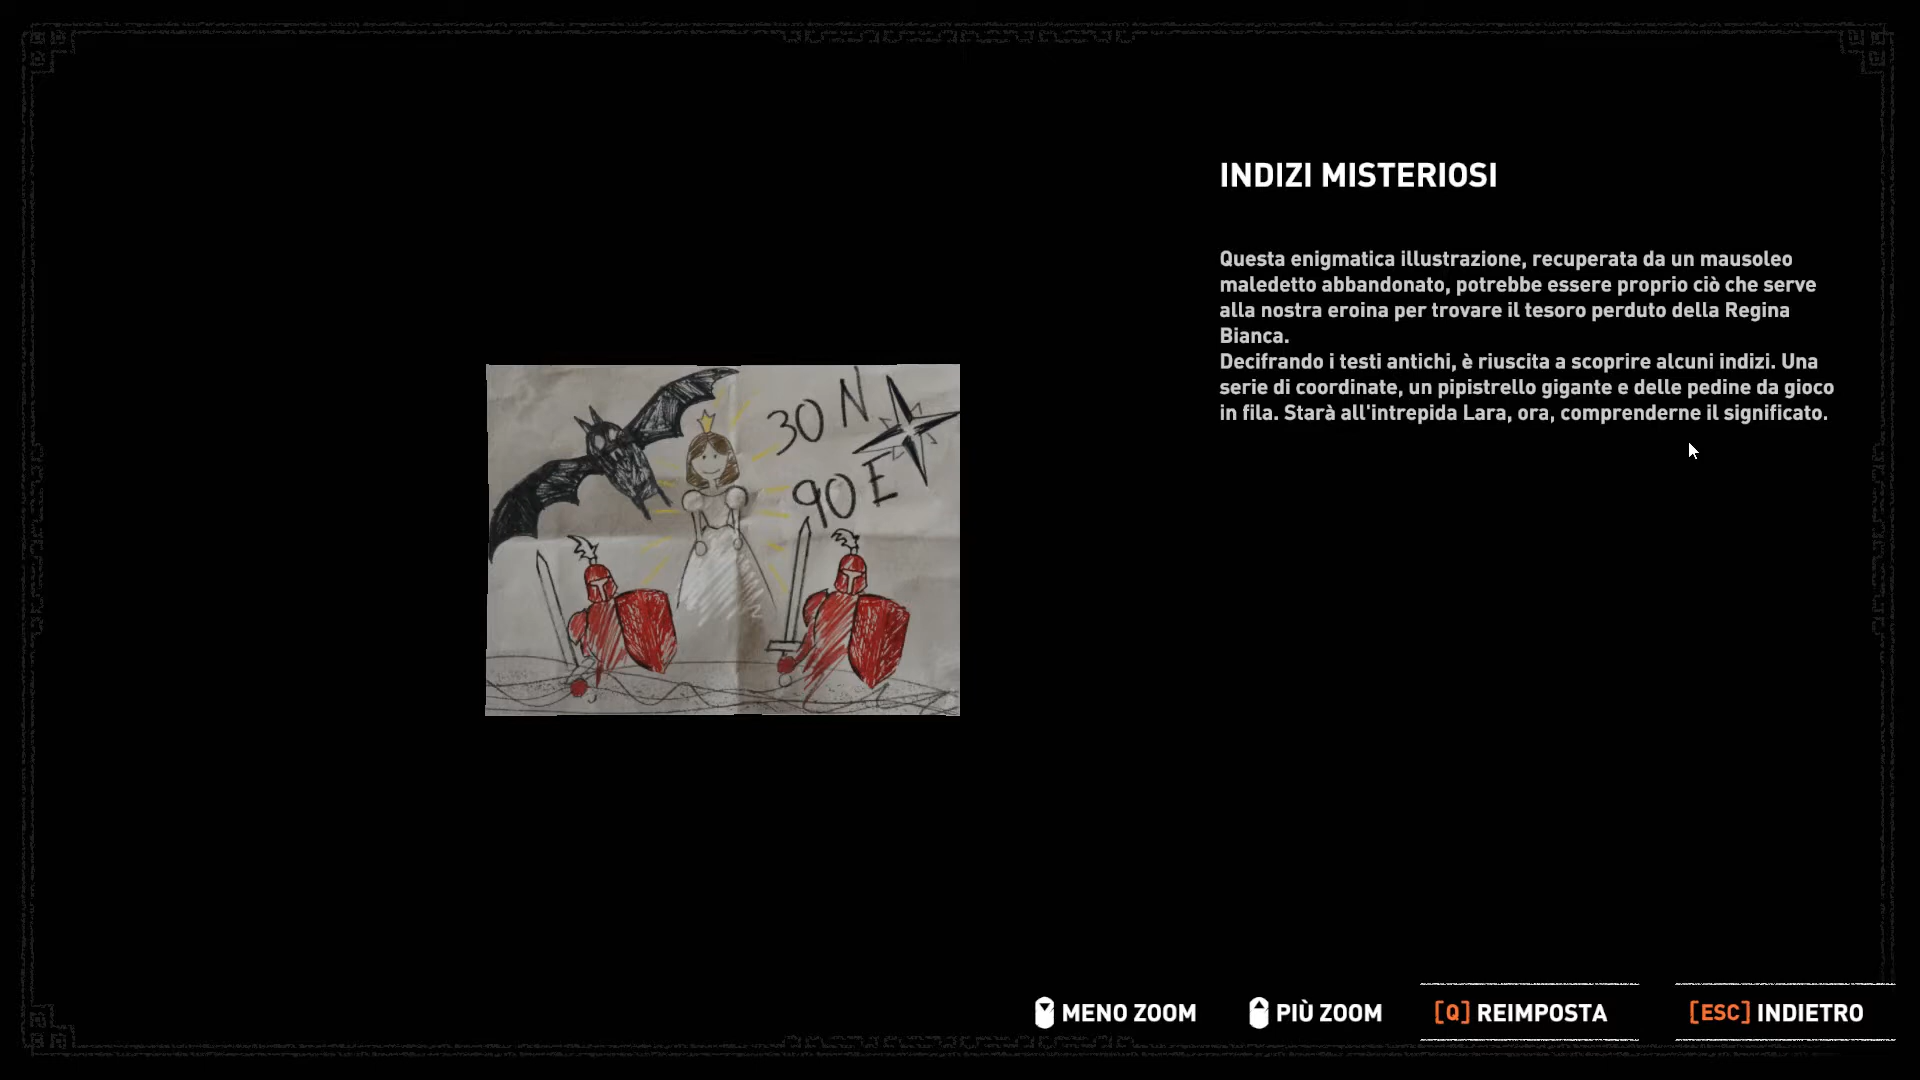 INDIZI MISTERIOSI
Questa enigmatica illustrazione, recuperata da un mausoleo
maledetto abbandonato, potrebbe essere proprio ciò che serve
alla nostra eroina per trovare il tesoro perduto della Regina
Bianca.
Decifrando i testi antichi, è riuscita a scoprire alcuni indizi. Una
serie di coordinate, un pipistrello gigante e delle pedine da gioco
in fila. Starà all'intrepida Lara, ora, comprenderne il significato.
30 N
90 E
MENO ZOOM
PIÙ ZOOM
[Q] REIMPOSTA
[ESC] INDIETRO